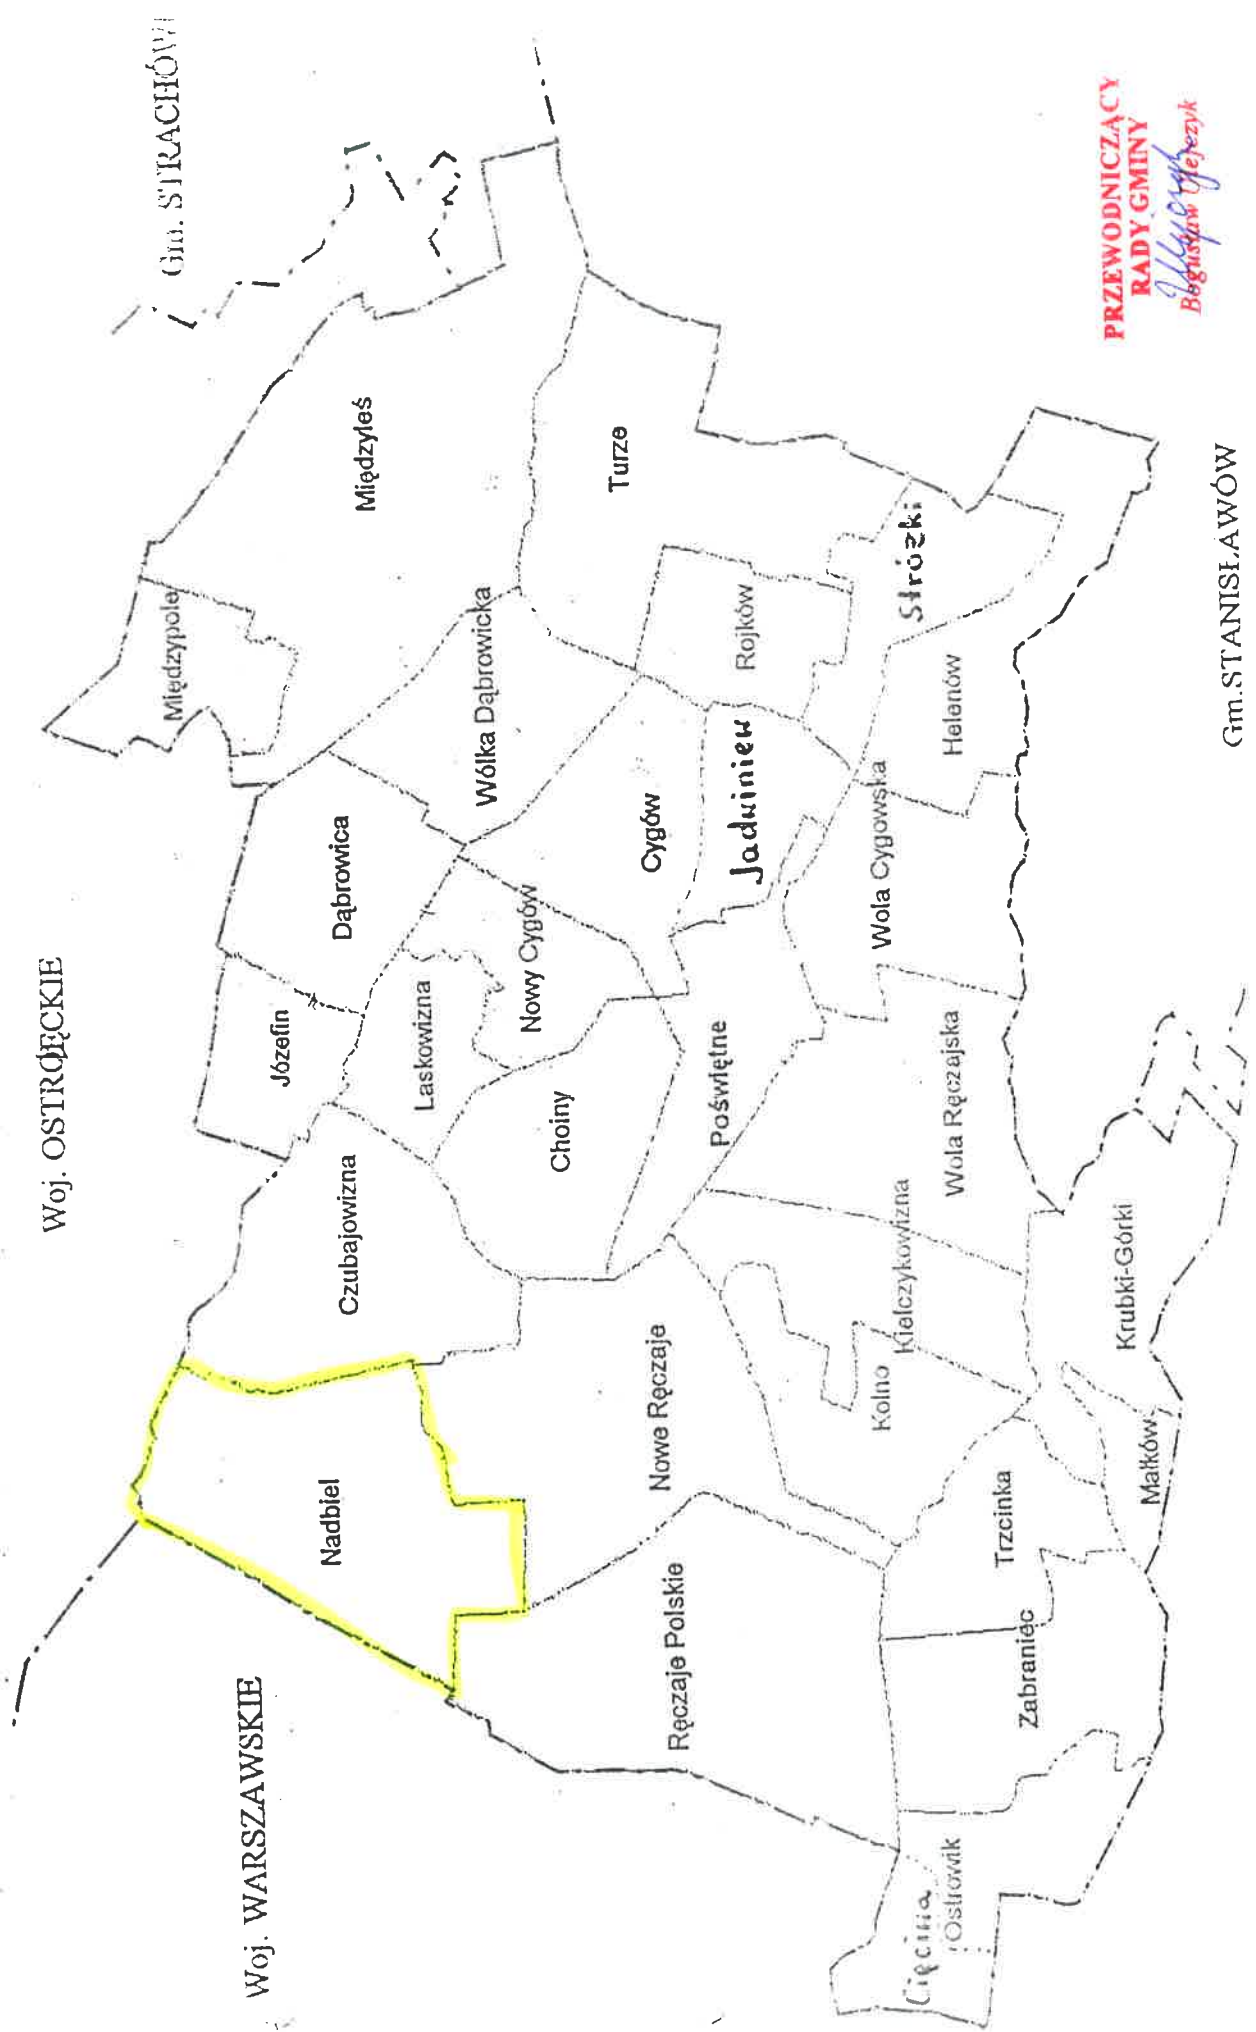 Woj. OSTROŁĘCKIE
Gm. STRACHÓW
Woj. WARSZAWSKIE
Międzypole
Międzyleś
Dąbrowica
Józefin
Wólka Dąbrowicka
Czubajowizna
Laskowizna
Nowy Cygów
Nadbiel
Choiny
Turze
Cygów
Rojków
Jadwiniew
Poświętne
Nowe Ręczaje
Ręczaje Polskie
Stróżki
Helenów
Wola Cygowska
Wola Ręczajska
Kielczykowizna
Kolno
Trzcinka
Zabraniec
Cięcina
Ostrowik
Krubki-Górki
Małków
Gm. STANISŁAWÓW
PRZEWODNICZĄCY
RADY GMINY
Bogusław